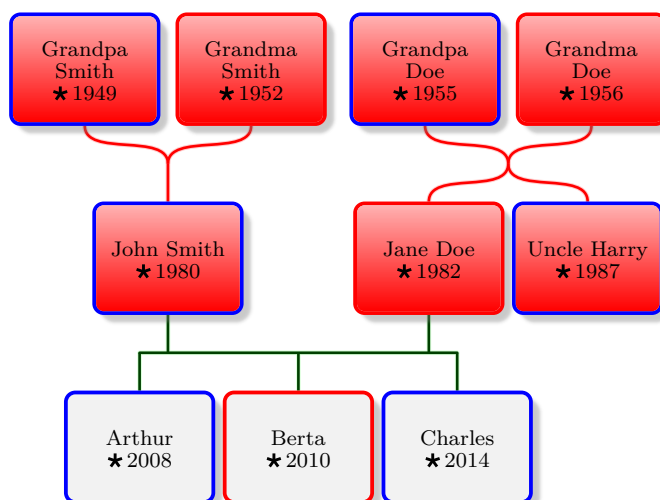 Grandpa
Smith
★ 1949
Grandma
Smith
★ 1952
Grandpa
Doe
★ 1955
Grandma
Doe
★ 1956
John Smith
★ 1980
Jane Doe
★ 1982
Uncle Harry
★ 1987
Arthur
★ 2008
Berta
★ 2010
Charles
★ 2014